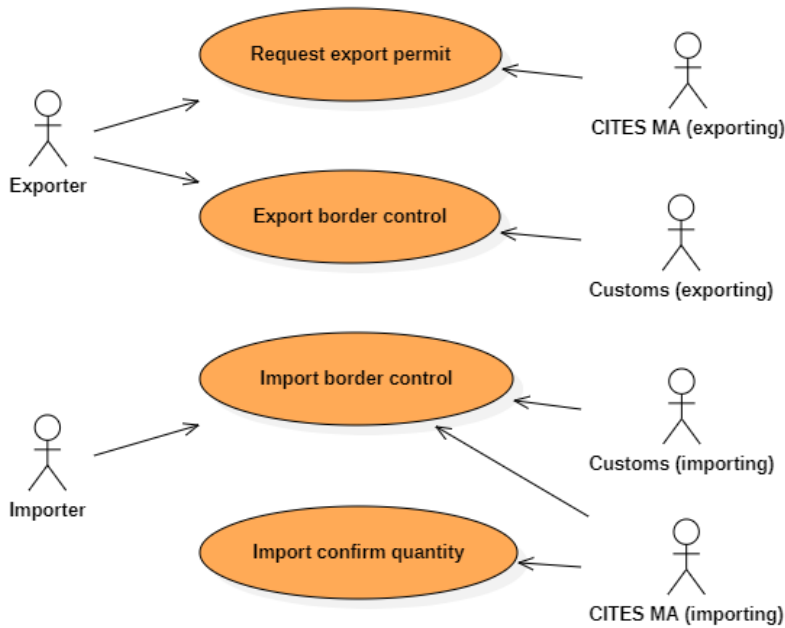 Request export permit
CITES MA (exporting)
Exporter
Export border control
Customs (exporting)
Import border control
Customs (importing)
Importer
Import confirm quantity
CITES MA (importing)